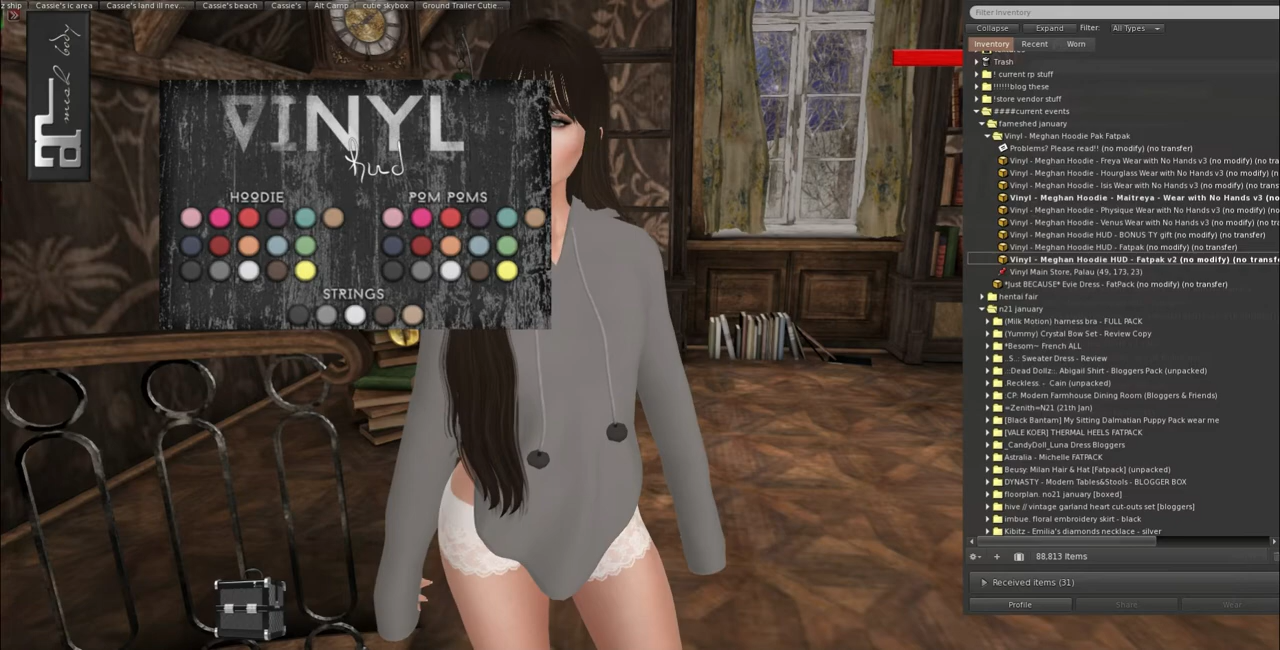 z ship
Cassie's ic area
Cassie's land ill nev...
Cassie's beach
Cassie's
Alt Camp
cutie skybox
Ground Trailer Cutie...
mesh body
VINYL
hud
HOODIE
POM POMS
STRINGS
Filter Inventory
Collapse
Expand
Filter:
All Types
Inventory
Recent
Worn
Trash
! current rp stuff
!!!!!!blog these
!store vendor stuff
####current events
fameshed january
Vinyl - Meghan Hoodie Pak Fatpak
Problems? Please read!! (no modify) (no transfer)
Vinyl - Meghan Hoodie - Freya Wear with No Hands v3 (no modify) (no tra
Vinyl - Meghan Hoodie - Hourglass Wear with No Hands v3 (no modify) (n
Vinyl - Meghan Hoodie - Isis Wear with No Hands v3 (no modify) (no transf
Vinyl - Meghan Hoodie - Maitreya - Wear with No Hands v3 (no
Vinyl - Meghan Hoodie - Physique Wear with No Hands v3 (no modify) (no
Vinyl - Meghan Hoodie - Venus Wear with No Hands v3 (no modify) (no tra
Vinyl - Meghan Hoodie HUD - BONUS TY gift (no modify) (no transfer)
Vinyl - Meghan Hoodie HUD - Fatpak (no modify) (no transfer)
Vinyl - Meghan Hoodie HUD - Fatpak v2 (no modify) (no transfe
Vinyl Main Store, Palau (49, 173, 23)
*Just BECAUSE* Evie Dress - FatPack (no modify) (no transfer)
hentai fair
n21 january
(Milk Motion) harness bra - FULL PACK
(Yummy) Crystal Bow Set - Review Copy
*Besom~ French ALL
.:S.:: Sweater Dress - Review
.:Dead Dollz:. Abigail Shirt - Bloggers Pack (unpacked)
.Reckless. - Cain (unpacked)
:CP: Modern Farmhouse Dining Room (Bloggers & Friends)
=Zenith=N21 (21th Jan)
[Black Bantam] My Sitting Dalmatian Puppy Pack wear me
[VALE KOER] THERMAL HEELS FATPACK
_CandyDoll_Luna Dress Bloggers
Astralia - Michelle FATPACK
Beusy: Milan Hair & Hat [Fatpack] (unpacked)
DYNASTY - Modern Tables&Stools - BLOGGER BOX
floorplan. no21 january [boxed]
hive // vintage garland heart cut-outs set [bloggers]
imbue. floral embroidery skirt - black
Kibitz - Emilia's diamonds necklace - silver
88,813 Items
Received items (31)
Profile
Share
Wear